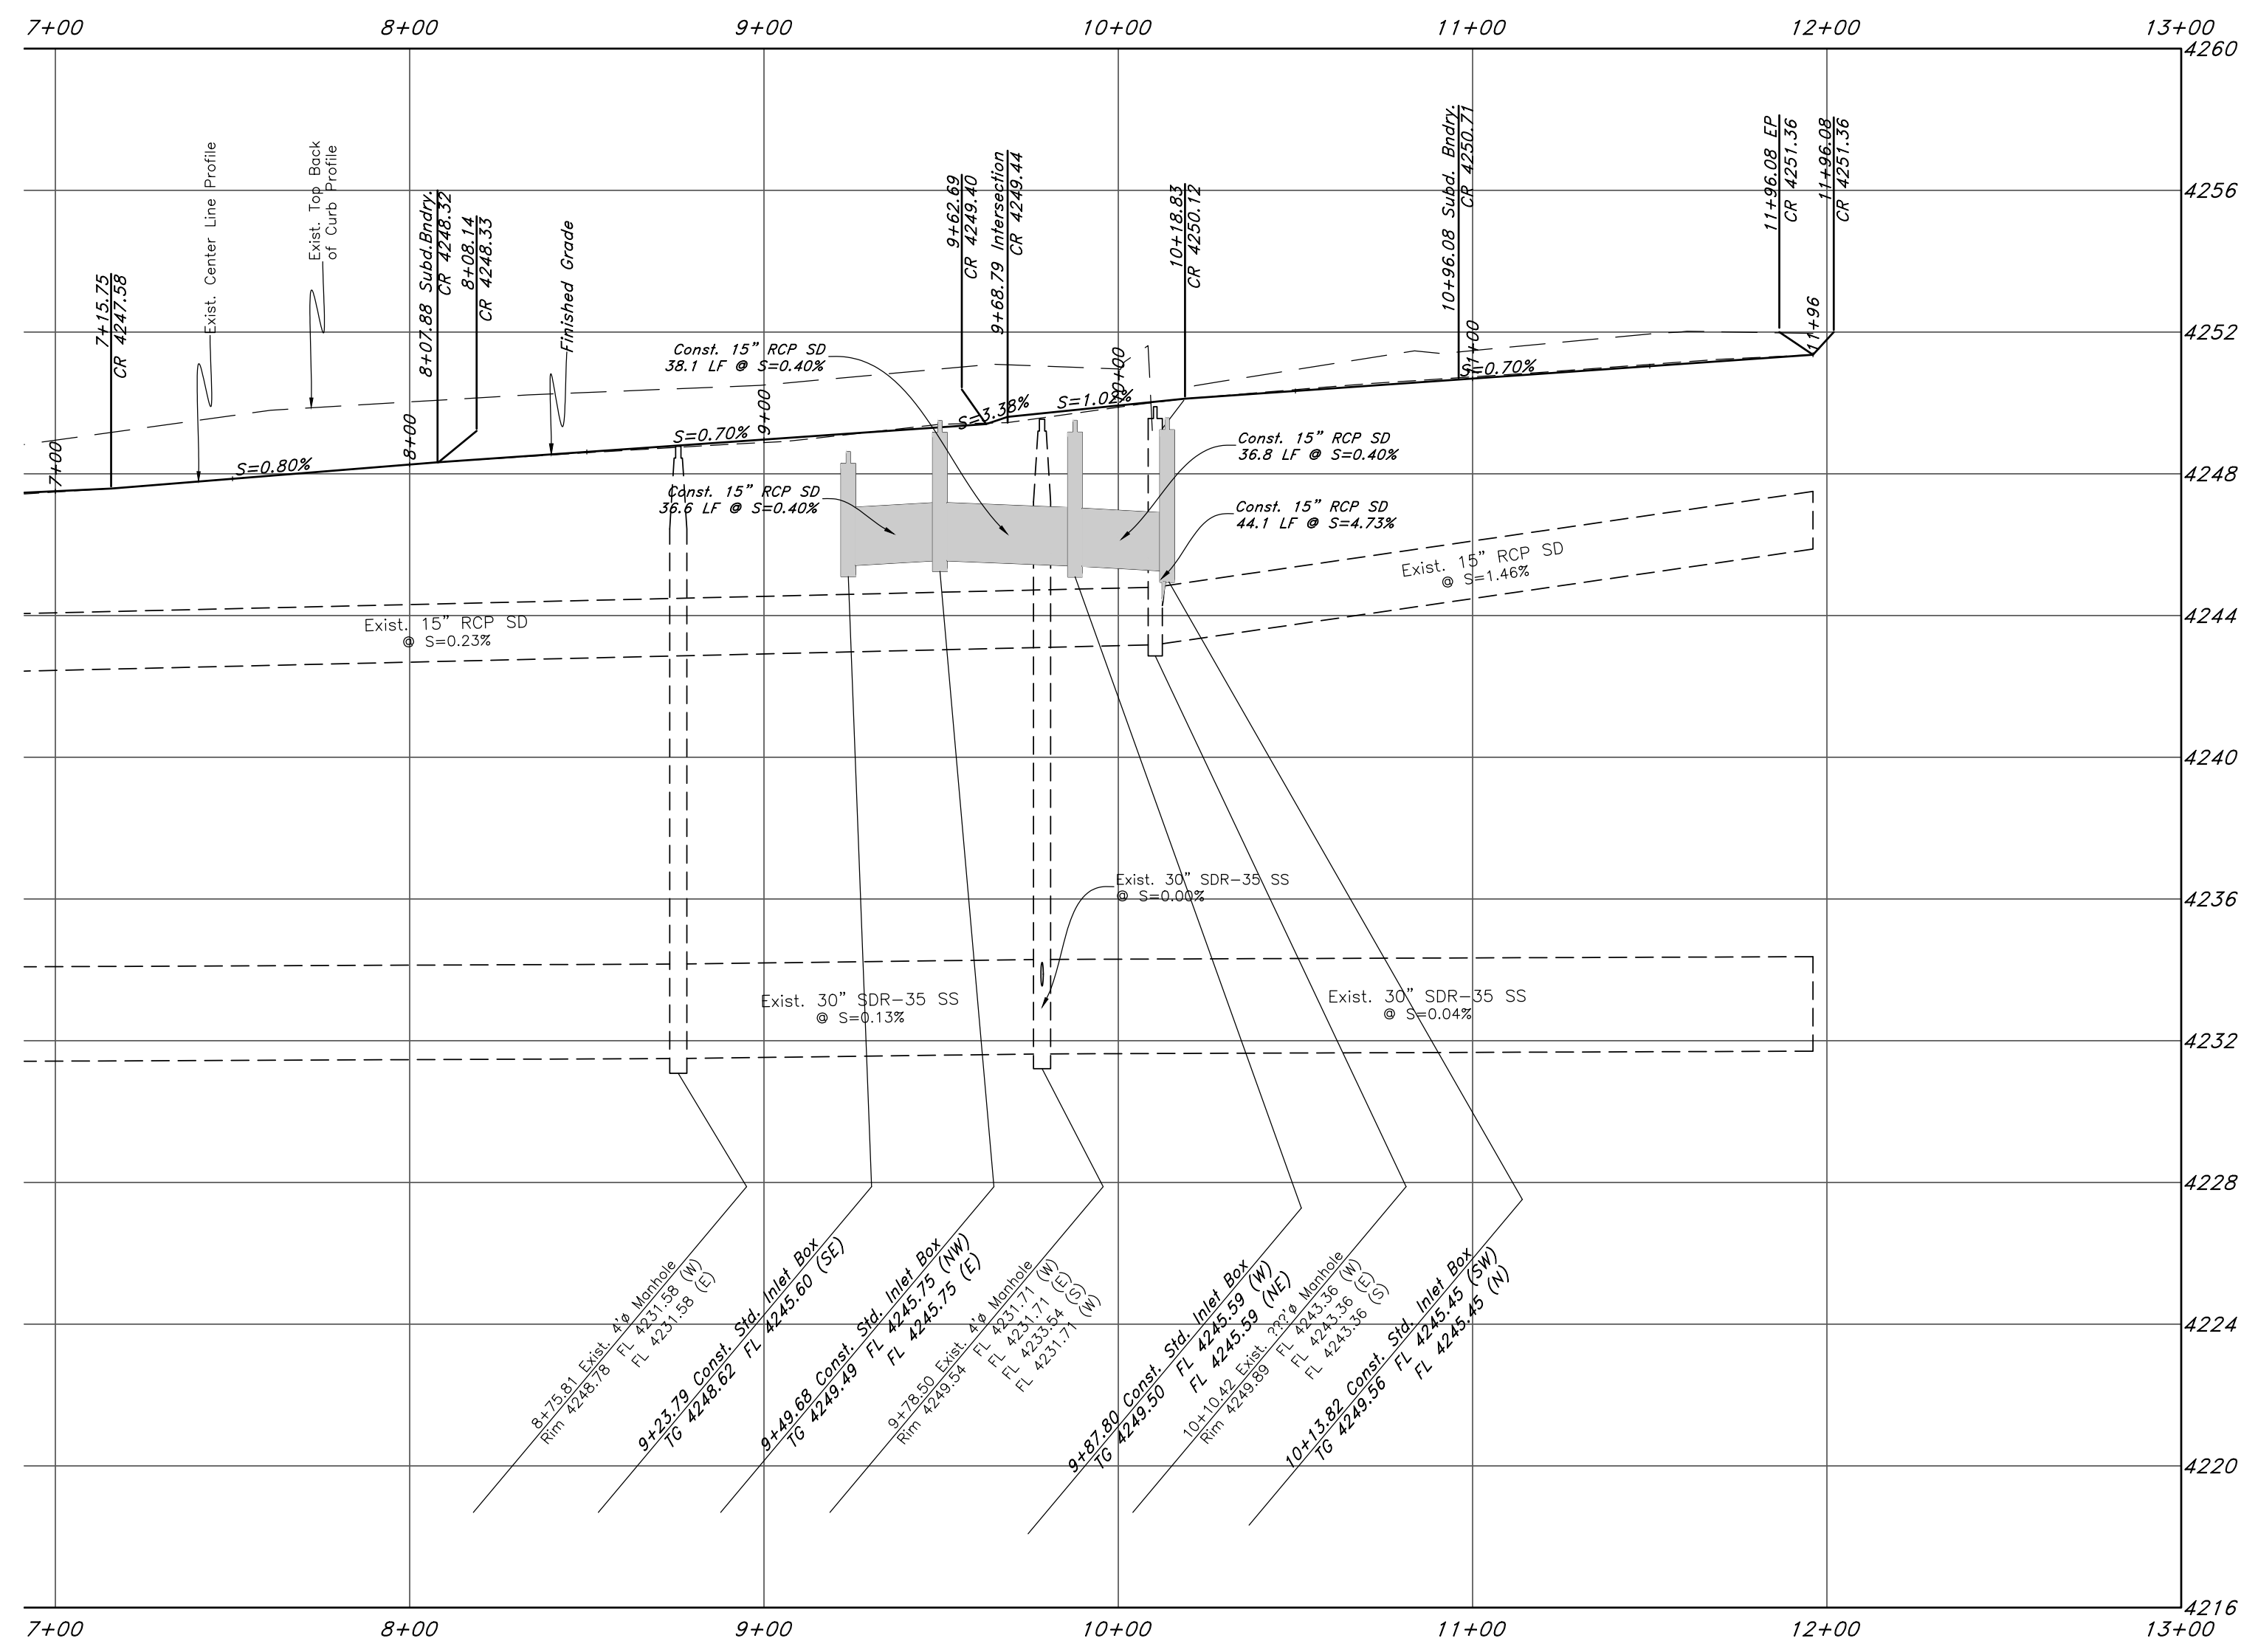 7+00
8+00
9+00
10+00
11+00
12+00
13+00
4260
4256
4252
4248
4244
4240
4236
4232
4228
4224
4220
4216
7+15.75
CR 4247.58
Exist. Center Line Profile
Exist. Top Back
of Curb Profile
8+07.88 Subd.Bndry.
CR 4248.32
8+08.14
CR 4248.33
Finished Grade
9+62.69
CR 4249.40
9+68.79 Intersection
CR 4249.44
10+18.83
CR 4250.12
10+96.08 Subd. Bndry.
CR 4250.71
11+96.08 EP
CR 4251.36
11+96.08
CR 4251.36
7+00
8+00
9+00
10+00
11+00
11+96
S=0.80%
S=0.70%
S=3.38%
S=1.02%
S=0.70%
Const. 15" RCP SD
38.1 LF @ S=0.40%
Const. 15" RCP SD
36.6 LF @ S=0.40%
Const. 15" RCP SD
36.8 LF @ S=0.40%
Const. 15" RCP SD
44.1 LF @ S=4.73%
Exist. 15" RCP SD
@ S=1.46%
Exist. 15" RCP SD
@ S=0.23%
Exist. 30" SDR-35 SS
@ S=0.00%
Exist. 30" SDR-35 SS
@ S=0.13%
Exist. 30" SDR-35 SS
@ S=0.04%
8+75.81 Exist. 4'ø Manhole
Rim 4248.78 FL 4231.58 (W)
FL 4231.58 (E)
9+23.79 Const. Std. Inlet Box
TG 4248.62 FL 4245.60 (SE)
9+49.68 Const. Std. Inlet Box
TG 4249.49 FL 4245.75 (NW)
FL 4245.75 (E)
9+78.50 Exist. 4'ø Manhole
Rim 4249.54 FL 4231.71 (W)
FL 4231.71 (E)
FL 4233.54 (S)
FL 4231.71 (W)
9+87.80 Const. Std. Inlet Box
TG 4249.50 FL 4245.59 (W)
FL 4245.59 (NE)
10+10.42 Exist. ???'ø Manhole
Rim 4249.89 FL 4243.36 (W)
FL 4243.36 (E)
FL 4243.36 (S)
10+13.82 Const. Std. Inlet Box
TG 4249.56 FL 4245.45 (SW)
FL 4245.45 (N)
7+00
8+00
9+00
10+00
11+00
12+00
13+00